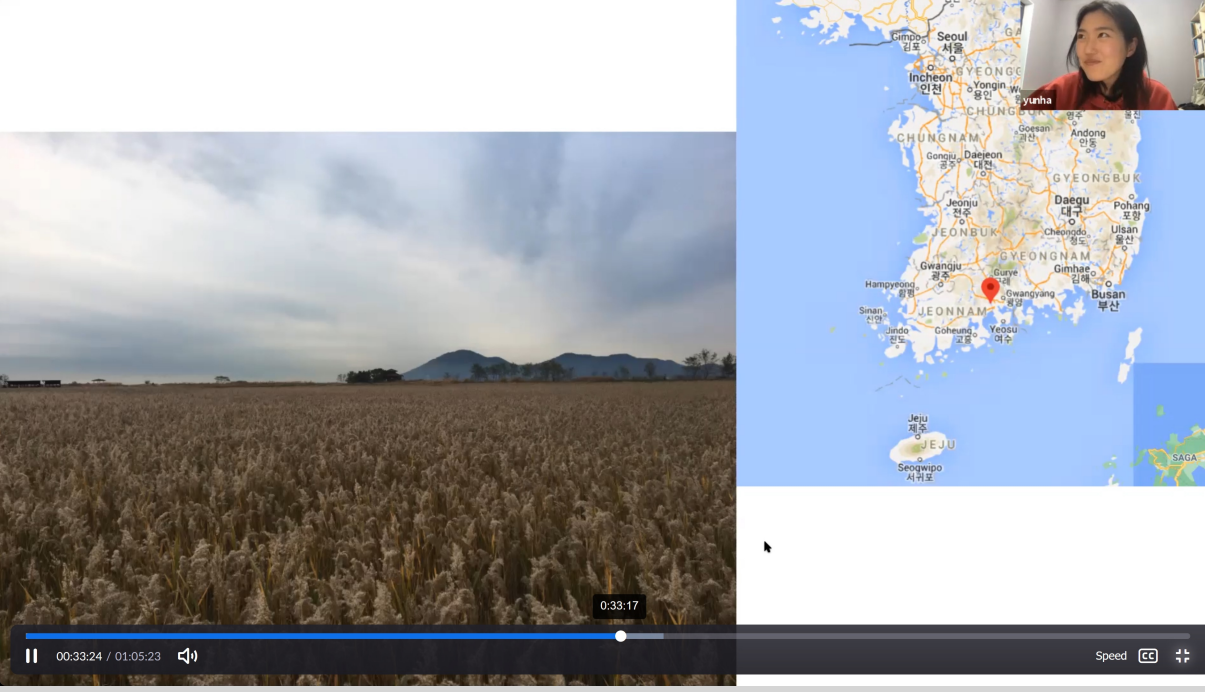 Gimpo
김포
Seoul
서울
Incheon
인천
Yongin
용인
yunha
CHUNGNAM
Goesan
괴산
Andong
안동
Gongju
공주
Daejeon
대전
GYEONGBUK
Jeonju
전주
Daegu
대구
Pohang
포항
JEONBUK
Cheongdo
청도
Ulsan
울산
GYEONGNAM
Gwangju
광주
Gurye
Gimhae
김해
Hampyeong
함평
Gwangyang
광양
Busan
부산
Sinan
신안
JEONNAM
Jindo
진도
Goheung
고흥
Yeosu
여수
Jeju
제주
JEJU
Seogwipo
서귀포
SAGA
0:33:17
00:33:24 / 01:05:23
Speed
CC